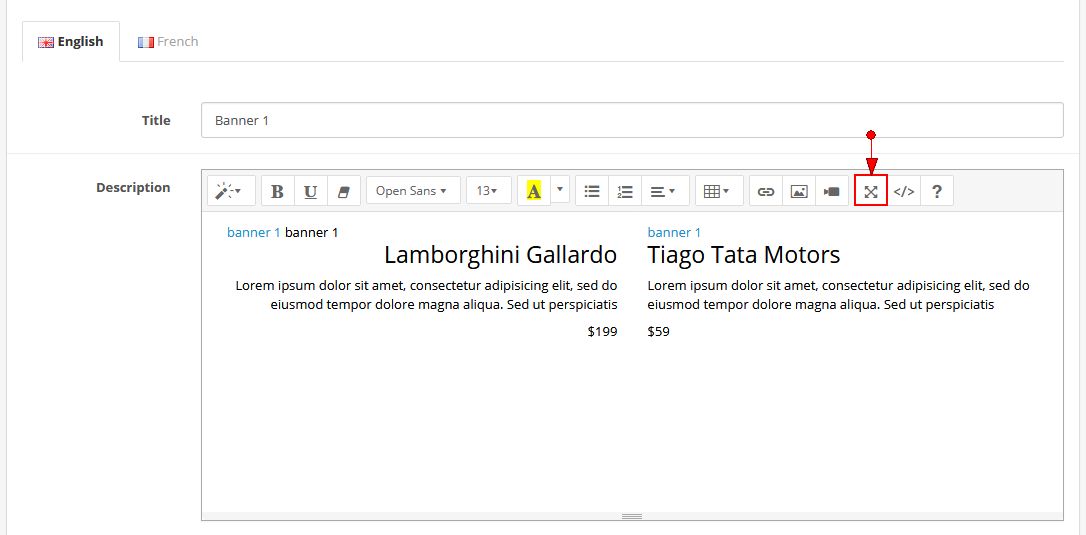 English
French
Title
Banner 1
Description
B U Open Sans 13 A </> ?
banner 1 banner 1
Lamborghini Gallardo
Lorem ipsum dolor sit amet, consectetur adipisicing elit, sed do
eiusmod tempor dolore magna aliqua. Sed ut perspiciatis
$199
banner 1
Tiago Tata Motors
Lorem ipsum dolor sit amet, consectetur adipisicing elit, sed do
eiusmod tempor dolore magna aliqua. Sed ut perspiciatis
$59